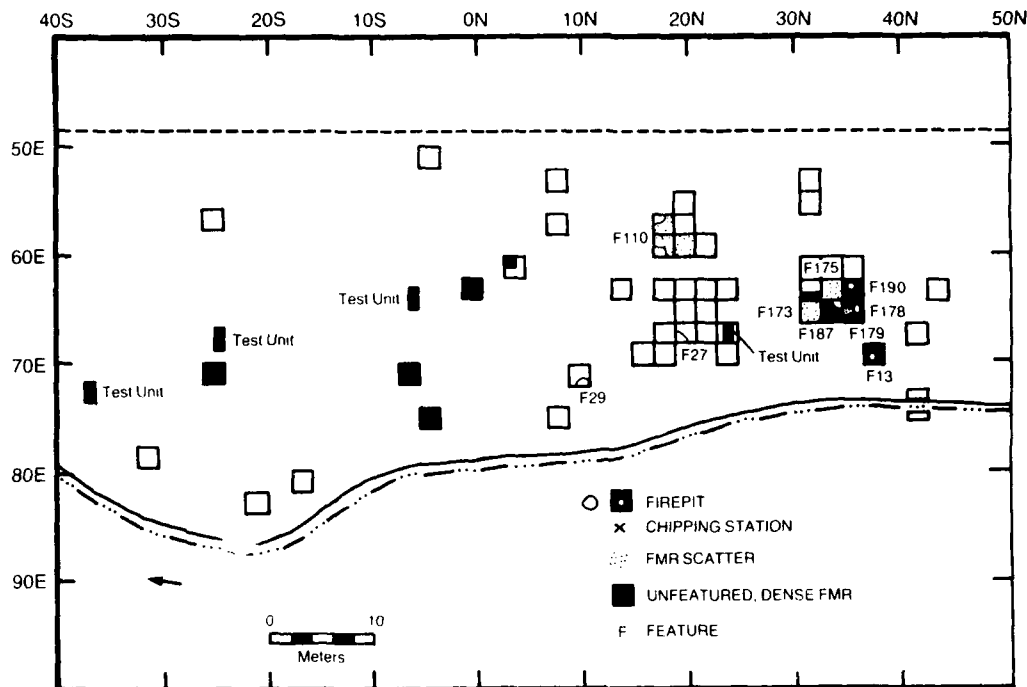 40S 30S 20S 10S 0N 10N 20N 30N 40N 50N
50E
60E
70E
80E
90E
F110
F175
F190
Test Unit
F173
F178
F187
F179
Test Unit
F27
Test Unit
F13
Test Unit
F29
FIREPIT
CHIPPING STATION
FMR SCATTER
UNFEATURED, DENSE FMR
F FEATURE
0 10
Meters